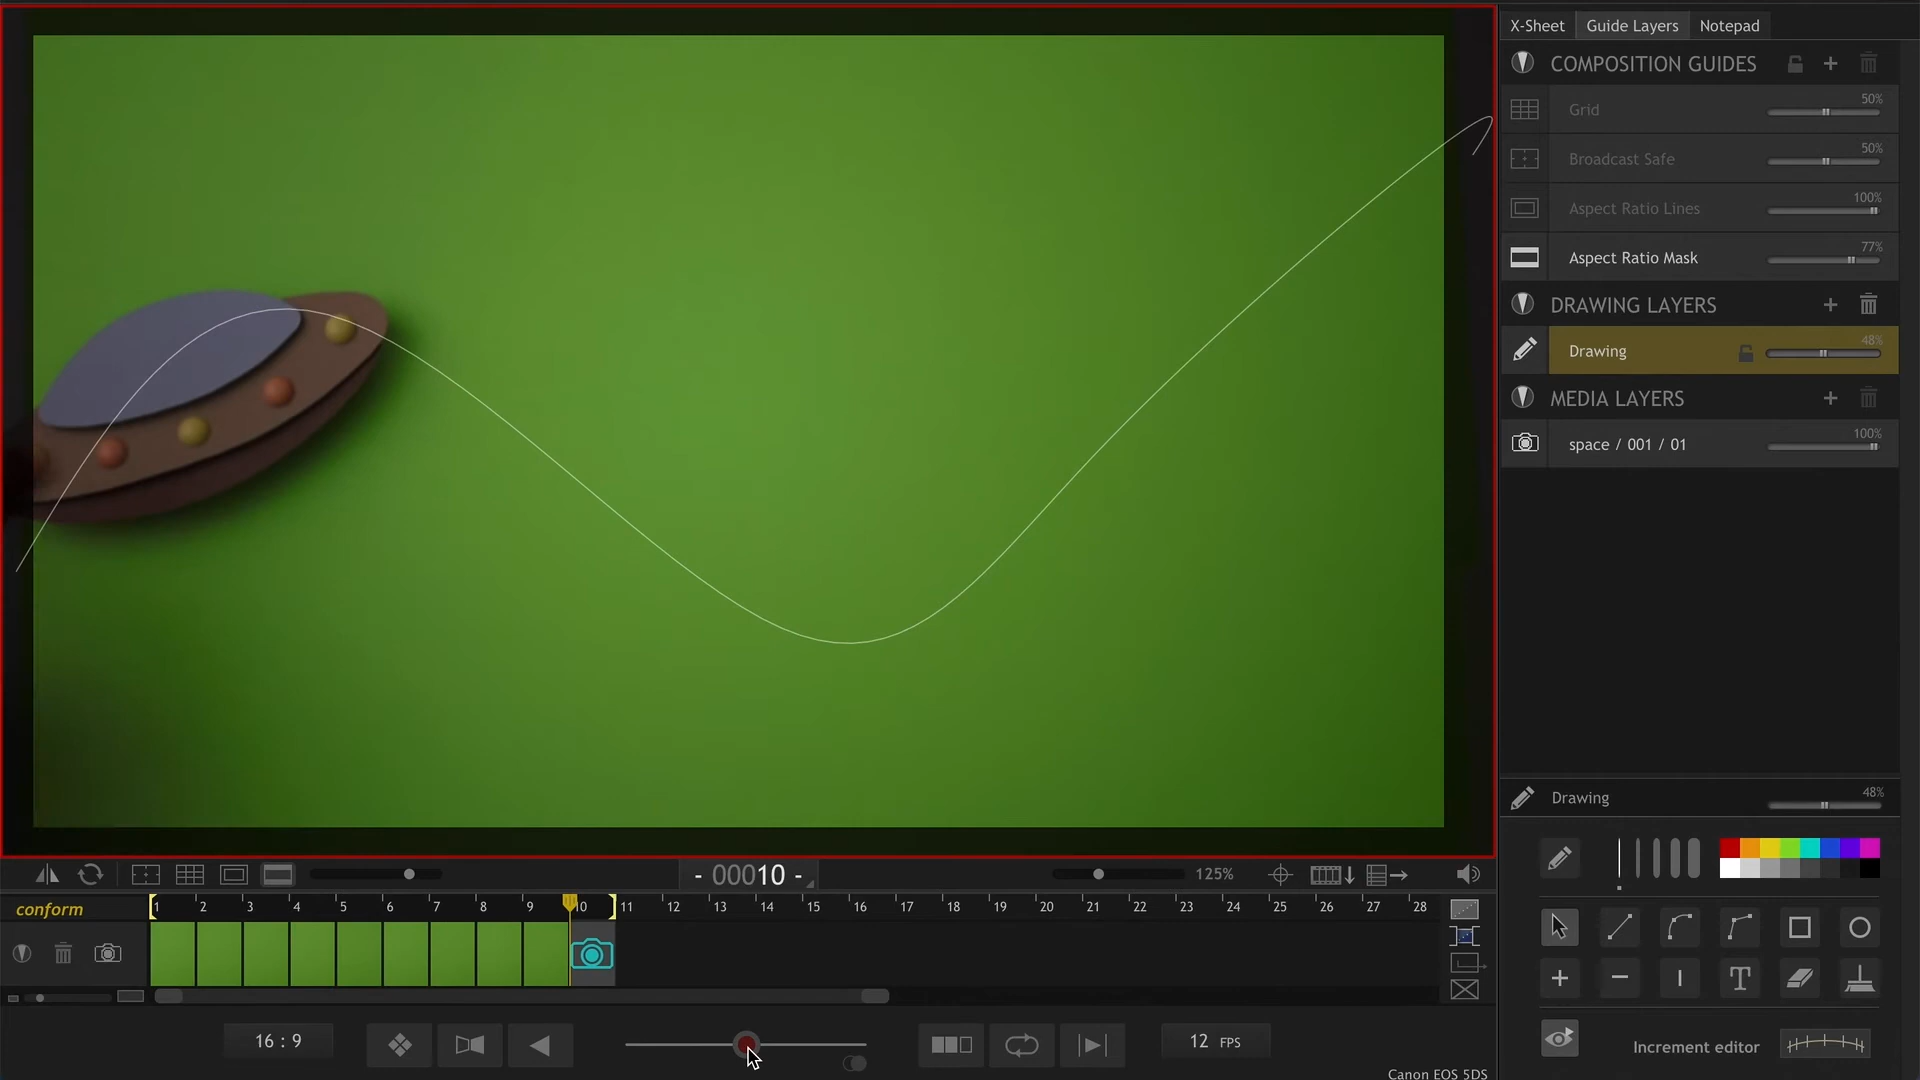 X-Sheet Guide Layers Notepad
COMPOSITION GUIDES
Grid 50%
Broadcast Safe 50%
Aspect Ratio Lines 100%
Aspect Ratio Mask 77%
DRAWING LAYERS
Drawing 48%
MEDIA LAYERS
space / 001 / 01 100%
Drawing 48%
- 00010 - 125%
conform 1 2 3 4 5 6 7 8 9 10 11 12 13 14 15 16 17 18 19 20 21 22 23 24 25 26 27 28
T
16 : 9
12 FPS
Increment editor
Canon EOS 5DS